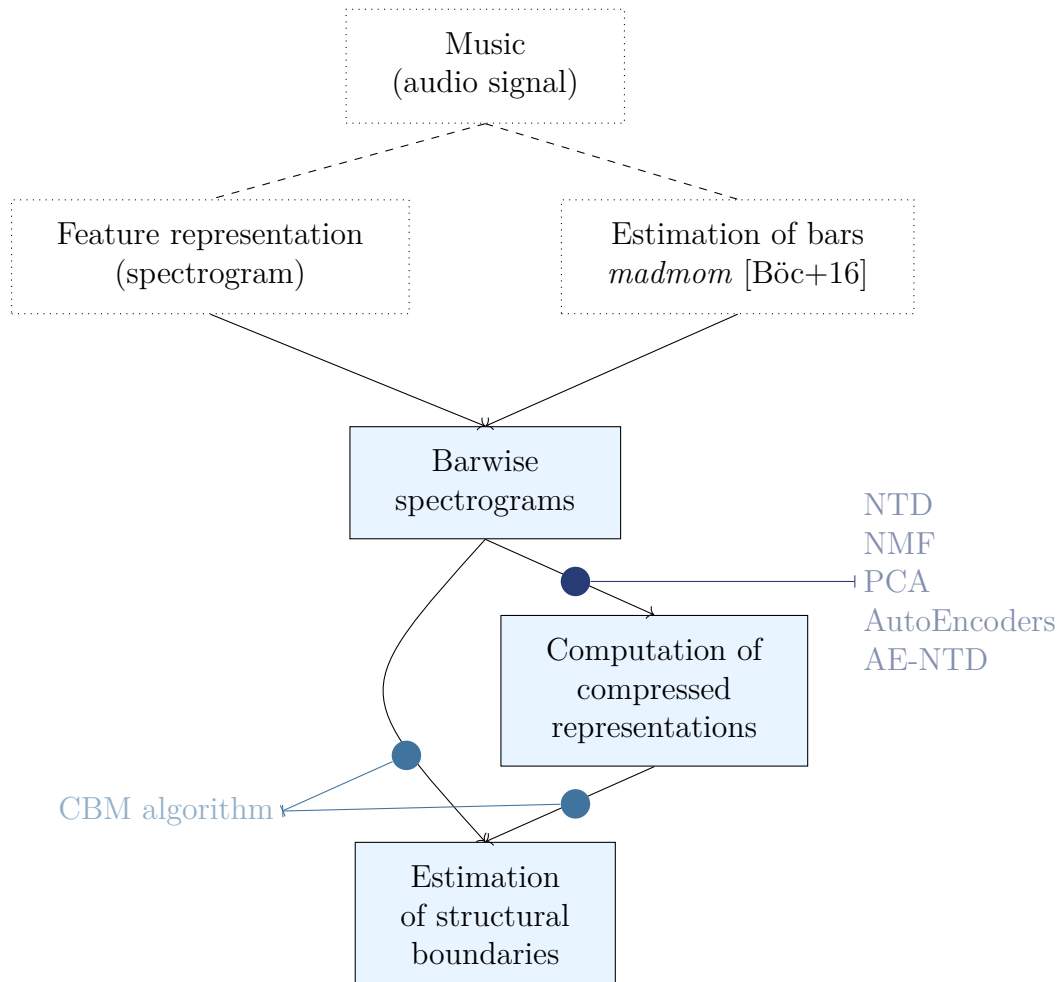 Music
(audio signal)
Feature representation
(spectrogram)
Estimation of bars
madmom [Böc+16]
Barwise
spectrograms
NTD
NMF
PCA
AutoEncoders
AE-NTD
Computation of
compressed
representations
CBM algorithm
Estimation
of structural
boundaries